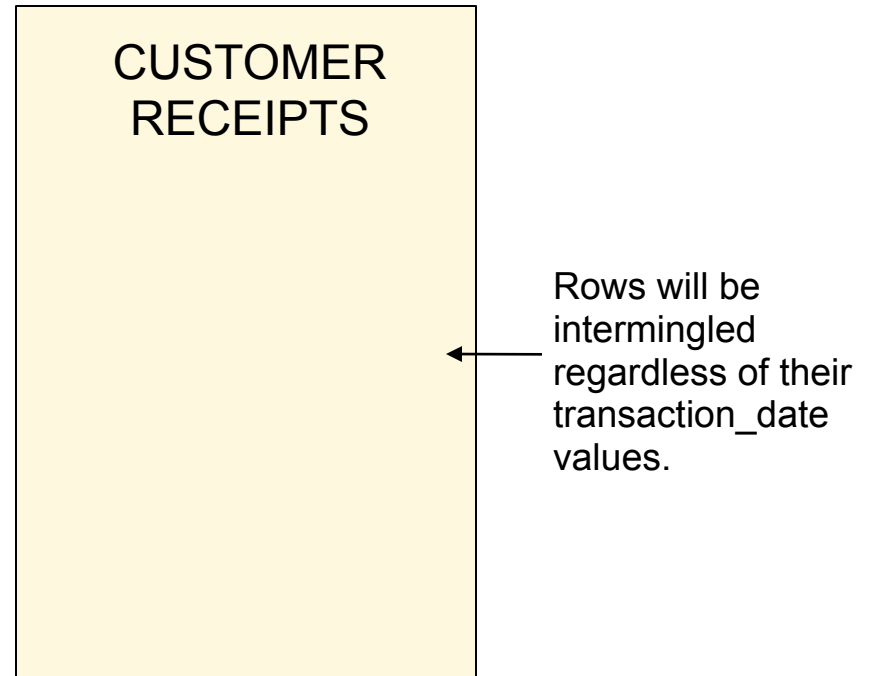 CUSTOMER
RECEIPTS
Rows will be
intermingled
regardless of their
transaction_date
values.